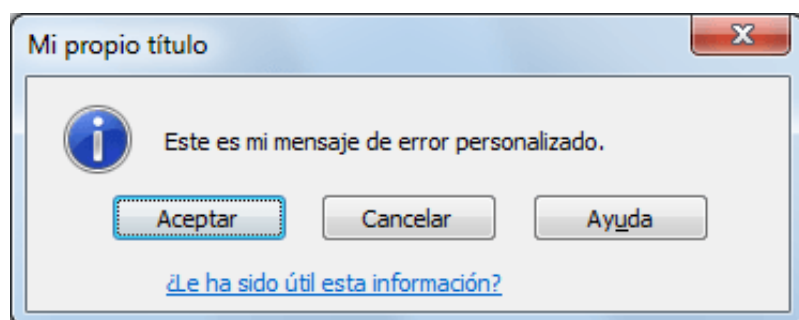 Mi propio título
Este es mi mensaje de error personalizado.
Aceptar Cancelar Ayuda
¿Le ha sido útil esta información?